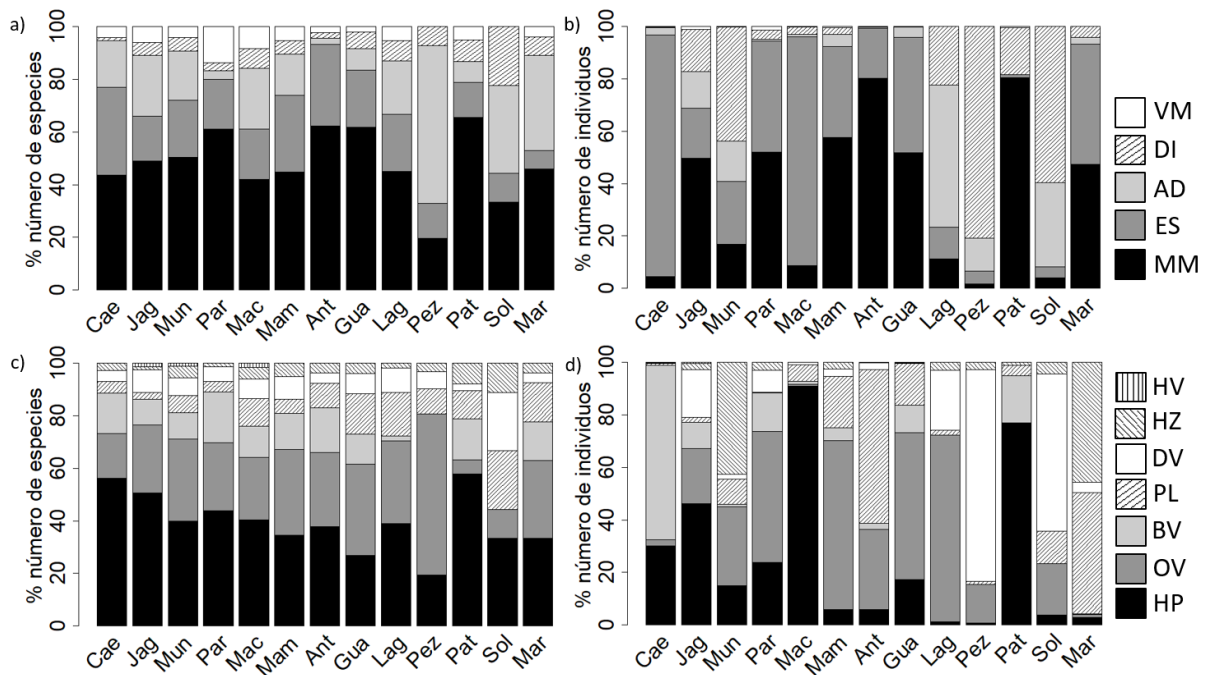 a)
% número de especies
0 20 40 60 80 100
Cae Jag Mun Par Mac Mam Ant Gua Lag Pez Pat Sol Mar
b)
% número de individuos
0 20 40 60 80 100
Cae Jag Mun Par Mac Mam Ant Gua Lag Pez Pat Sol Mar
VM
DI
AD
ES
MM
c)
% número de especies
0 20 40 60 80 100
Cae Jag Mun Par Mac Mam Ant Gua Lag Pez Pat Sol Mar
d)
% número de individuos
0 20 40 60 80 100
Cae Jag Mun Par Mac Mam Ant Gua Lag Pez Pat Sol Mar
HV
HZ
DV
PL
BV
OV
HP